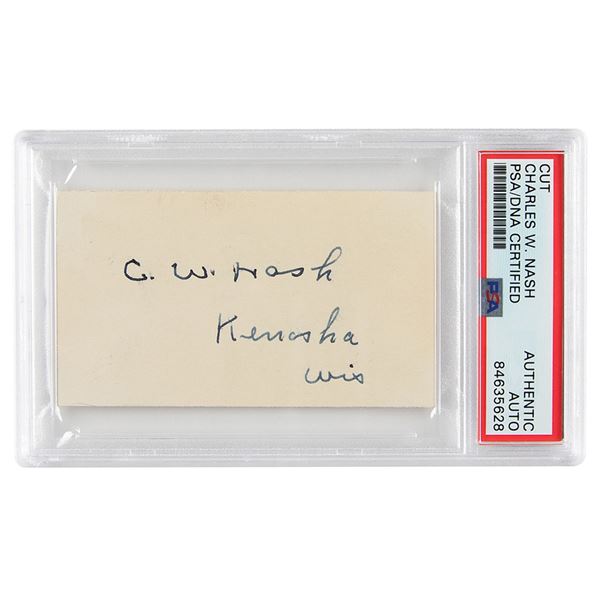 C. W. Nash
Kenosha
Wis
CUT
CHARLES W. NASH
PSA/DNA CERTIFIED
PSA
AUTHENTIC
AUTO
84635628